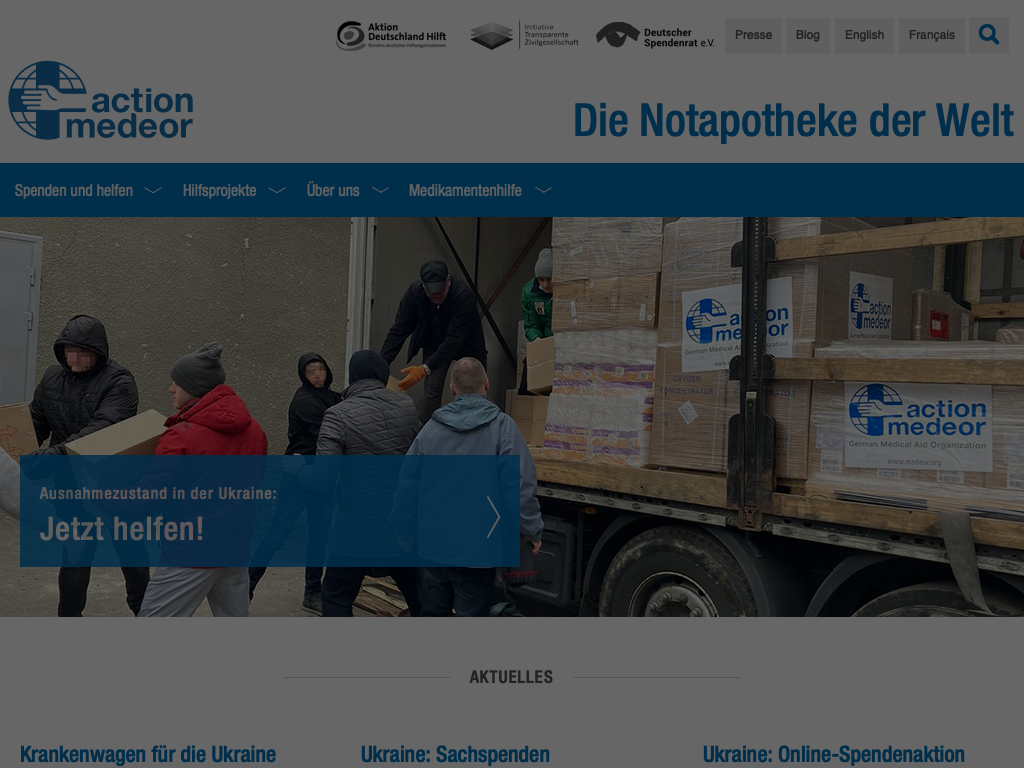 Aktion
Deutschland Hilft
Bündnis deutscher Hilfsorganisationen
Initiative
Transparente
Zivilgesellschaft
Deutscher
Spendenrat e.V.
Presse
Blog
English
Français
action
medeor
Die Notapotheke der Welt
Spenden und helfen
Hilfsprojekte
Über uns
Medikamentenhilfe
action
medeor
German Medical Aid
action
medeor
OXYGEN
CONCENTRATOR
action
medeor
German Medical Aid Organization
www.medeor.org
Ausnahmezustand in der Ukraine:
Jetzt helfen!
AKTUELLES
Krankenwagen für die Ukraine
Ukraine: Sachspenden
Ukraine: Online-Spendenaktion